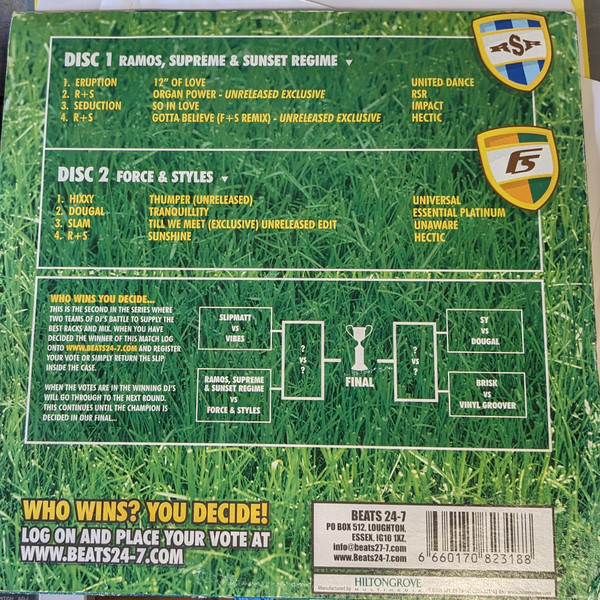 DISC 1 RAMOS, SUPREME & SUNSET REGIME
RSR
1. ERUPTION 12" OF LOVE UNITED DANCE
2. R+S ORGAN POWER - UNRELEASED EXCLUSIVE RSR
3. SEDUCTION SO IN LOVE IMPACT
4. R+S GOTTA BELIEVE (F+S REMIX) - UNRELEASED EXCLUSIVE HECTIC
DISC 2 FORCE & STYLES
FS
1. HIXXY THUMPER (UNRELEASED) UNIVERSAL
2. DOUGAL TRANQUILLITY ESSENTIAL PLATINUM
3. SLAM TILL WE MEET (EXCLUSIVE) UNRELEASED EDIT UNAWARE
4. R+S SUNSHINE HECTIC
WHO WINS YOU DECIDE...
THIS IS THE SECOND IN THE SERIES WHERE
TWO TEAMS OF DJ'S BATTLE TO SUPPLY THE
BEST RACKS AND MIX. WHEN YOU HAVE
DECIDED THE WINNER OF THIS MATCH LOG
ONTO WWW.BEATS24-7.COM AND REGISTER
YOUR VOTE OR SIMPLY RETURN THE SLIP
INSIDE THE CASE.
WHEN THE VOTES ARE IN THE WINNING DJ'S
WILL GO THROUGH TO THE NEXT ROUND.
THIS CONTINUES UNTIL THE CHAMPION IS
DECIDED IN OUR FINAL...
SLIPMATT
VS
VIBES
RAMOS, SUPREME
& SUNSET REGIME
VS
FORCE & STYLES
?
VS
?
FINAL
?
VS
?
SY
VS
DOUGAL
BRISK
VS
VINYL GROOVER
WHO WINS? YOU DECIDE!
LOG ON AND PLACE YOUR VOTE AT
WWW.BEATS24-7.COM
BEATS 24-7
PO BOX 512, LOUGHTON,
ESSEX, IG10 1XZ.
info@beats27-7.com
www.beats24-7.com
6 660170 823188
Manufactured by
HILTONGROVE
MULTIMEDIA